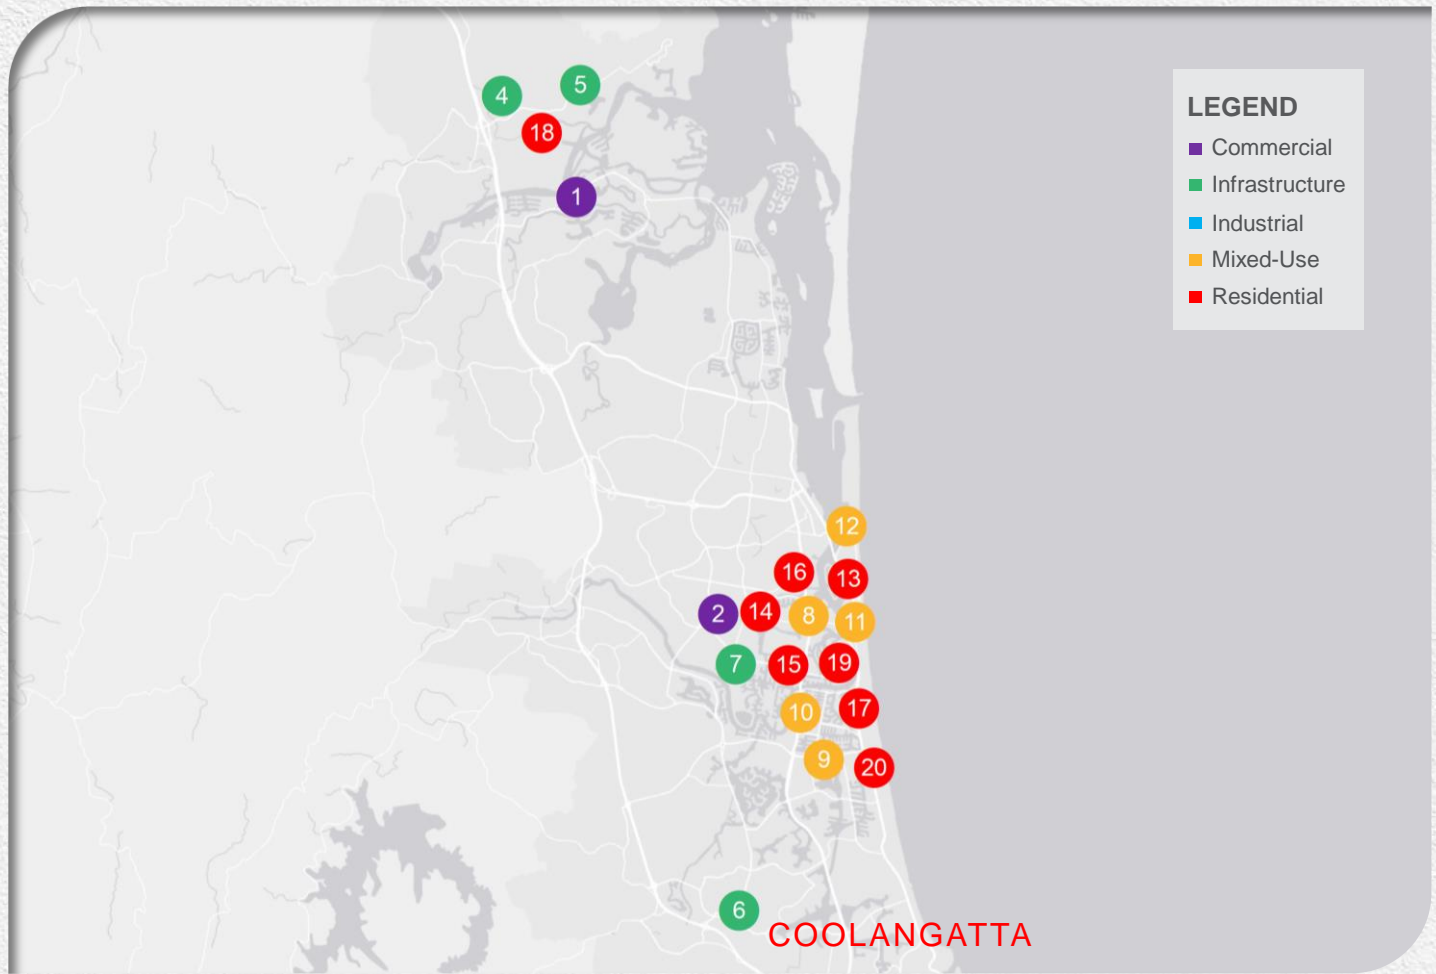 5
4
18
1
LEGEND
Commercial
Infrastructure
Industrial
Mixed-Use
Residential
12
16
13
2
14
8
11
7
15
19
10
17
9
20
6
COOLANGATTA